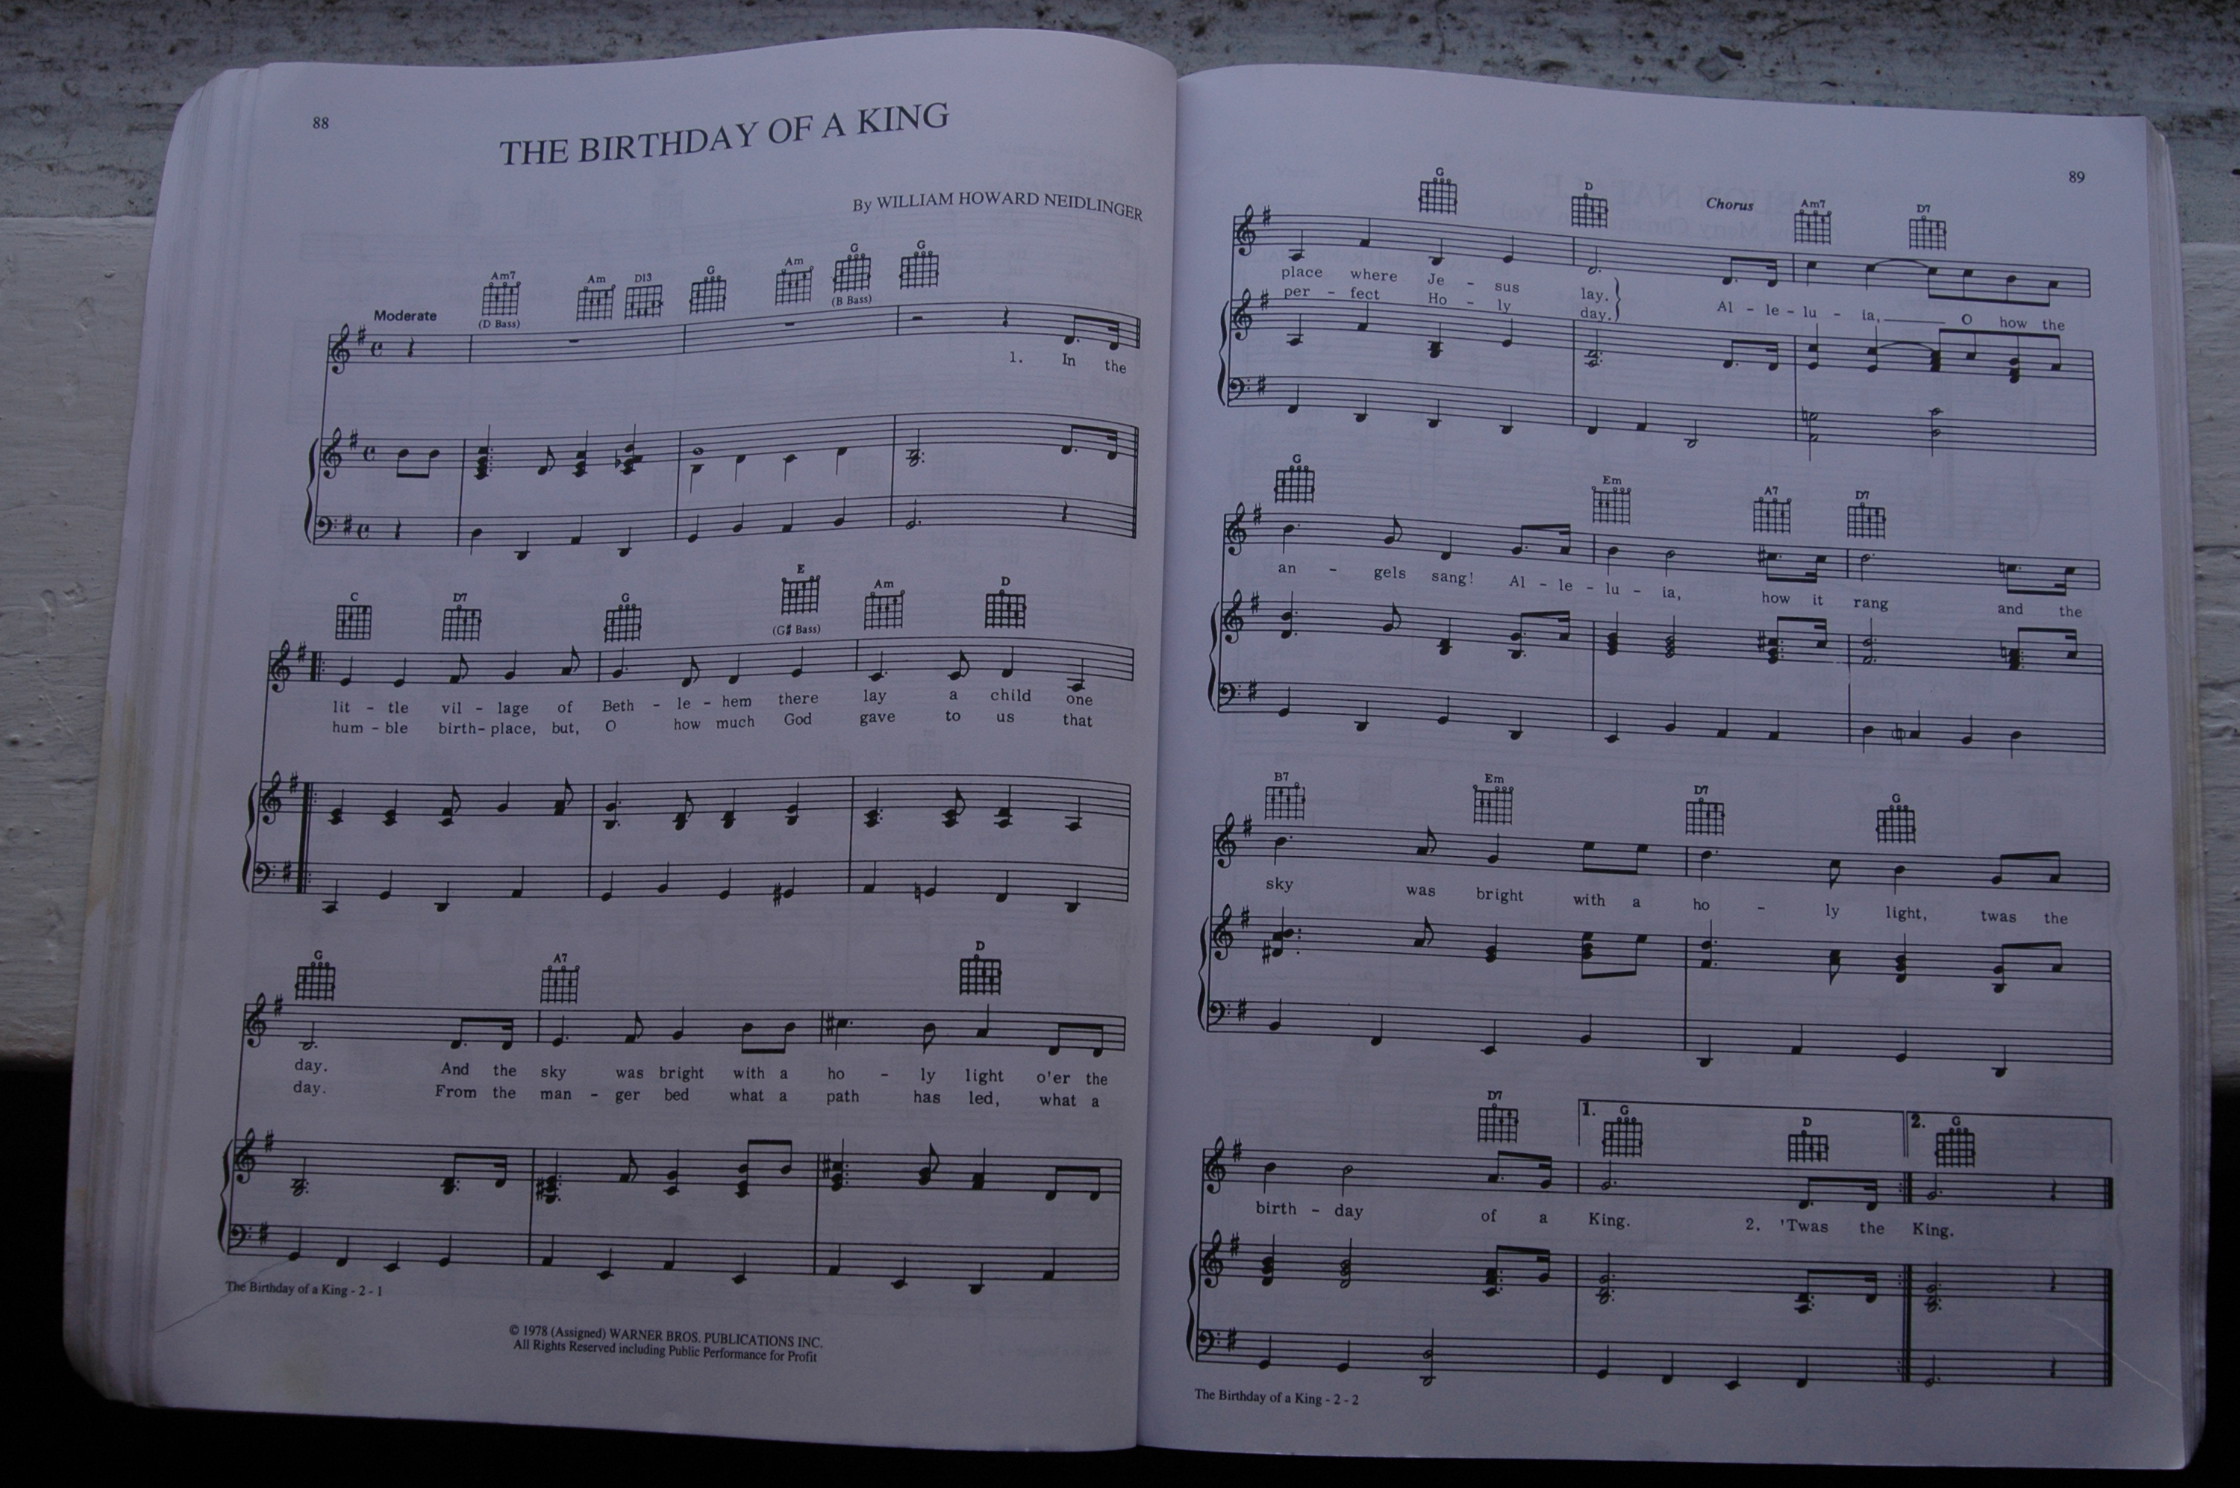 88
THE BIRTHDAY OF A KING
By WILLIAM HOWARD NEIDLINGER
Moderate
Am7 Am D13 G Am G G
(D Bass) (B Bass)
1. In the
C D7 G E Am D
(G# Bass)
lit - tle vil - lage of Beth - le - hem there lay a child one
hum - ble birth- place, but, O how much God gave to us that
G A7 D
day. And the sky was bright with a ho - ly light o'er the
day. From the man - ger bed what a path has led, what a
The Birthday of a King - 2 - 1
© 1978 (Assigned) WARNER BROS. PUBLICATIONS INC.
All Rights Reserved including Public Performance for Profit
89
G D Chorus Am7 D7
place where Je - sus lay. Al - le - lu - ia, O how the
per - fect Ho - ly day.
G Em A7 D7
an - gels sang! Al - le - lu - ia, how it rang and the
B7 Em D7 G
sky was bright with a ho - ly light, twas the
D7 1. G D 2. G
birth - day of a King. 2. 'Twas the King.
The Birthday of a King - 2 - 2